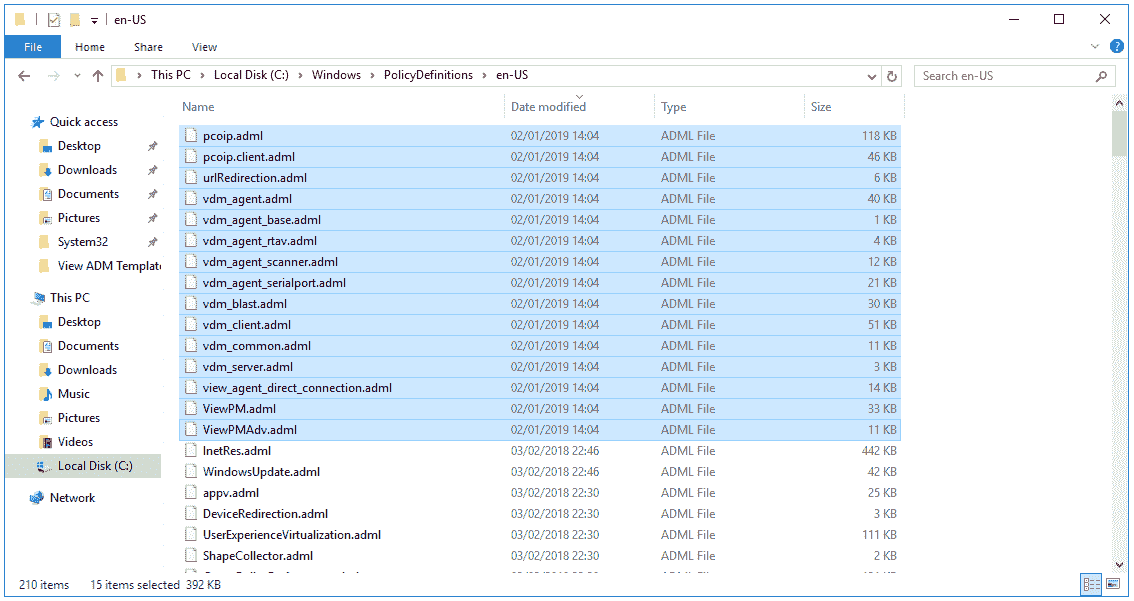 en-US
File Home Share View
This PC Local Disk (C:) Windows PolicyDefinitions en-US
Search en-US
Name Date modified Type Size
Quick access
Desktop
Downloads
Documents
Pictures
System32
View ADM Template
This PC
Desktop
Documents
Downloads
Music
Pictures
Videos
Local Disk (C:)
Network
pcoip.adml 02/01/2019 14:04 ADML File 118 KB
pcoip.client.adml 02/01/2019 14:04 ADML File 46 KB
urlRedirection.adml 02/01/2019 14:04 ADML File 6 KB
vdm_agent.adml 02/01/2019 14:04 ADML File 40 KB
vdm_agent_base.adml 02/01/2019 14:04 ADML File 1 KB
vdm_agent_rtav.adml 02/01/2019 14:04 ADML File 4 KB
vdm_agent_scanner.adml 02/01/2019 14:04 ADML File 12 KB
vdm_agent_serialport.adml 02/01/2019 14:04 ADML File 21 KB
vdm_blast.adml 02/01/2019 14:04 ADML File 30 KB
vdm_client.adml 02/01/2019 14:04 ADML File 51 KB
vdm_common.adml 02/01/2019 14:04 ADML File 11 KB
vdm_server.adml 02/01/2019 14:04 ADML File 3 KB
view_agent_direct_connection.adml 02/01/2019 14:04 ADML File 14 KB
ViewPM.adml 02/01/2019 14:04 ADML File 33 KB
ViewPMAdv.adml 02/01/2019 14:04 ADML File 11 KB
InetRes.adml 03/02/2018 22:46 ADML File 442 KB
WindowsUpdate.adml 03/02/2018 22:46 ADML File 42 KB
appv.adml 03/02/2018 22:30 ADML File 25 KB
DeviceRedirection.adml 03/02/2018 22:30 ADML File 3 KB
UserExperienceVirtualization.adml 03/02/2018 22:30 ADML File 111 KB
ShapeCollector.adml 03/02/2018 22:30 ADML File 2 KB
210 items 15 items selected 392 KB